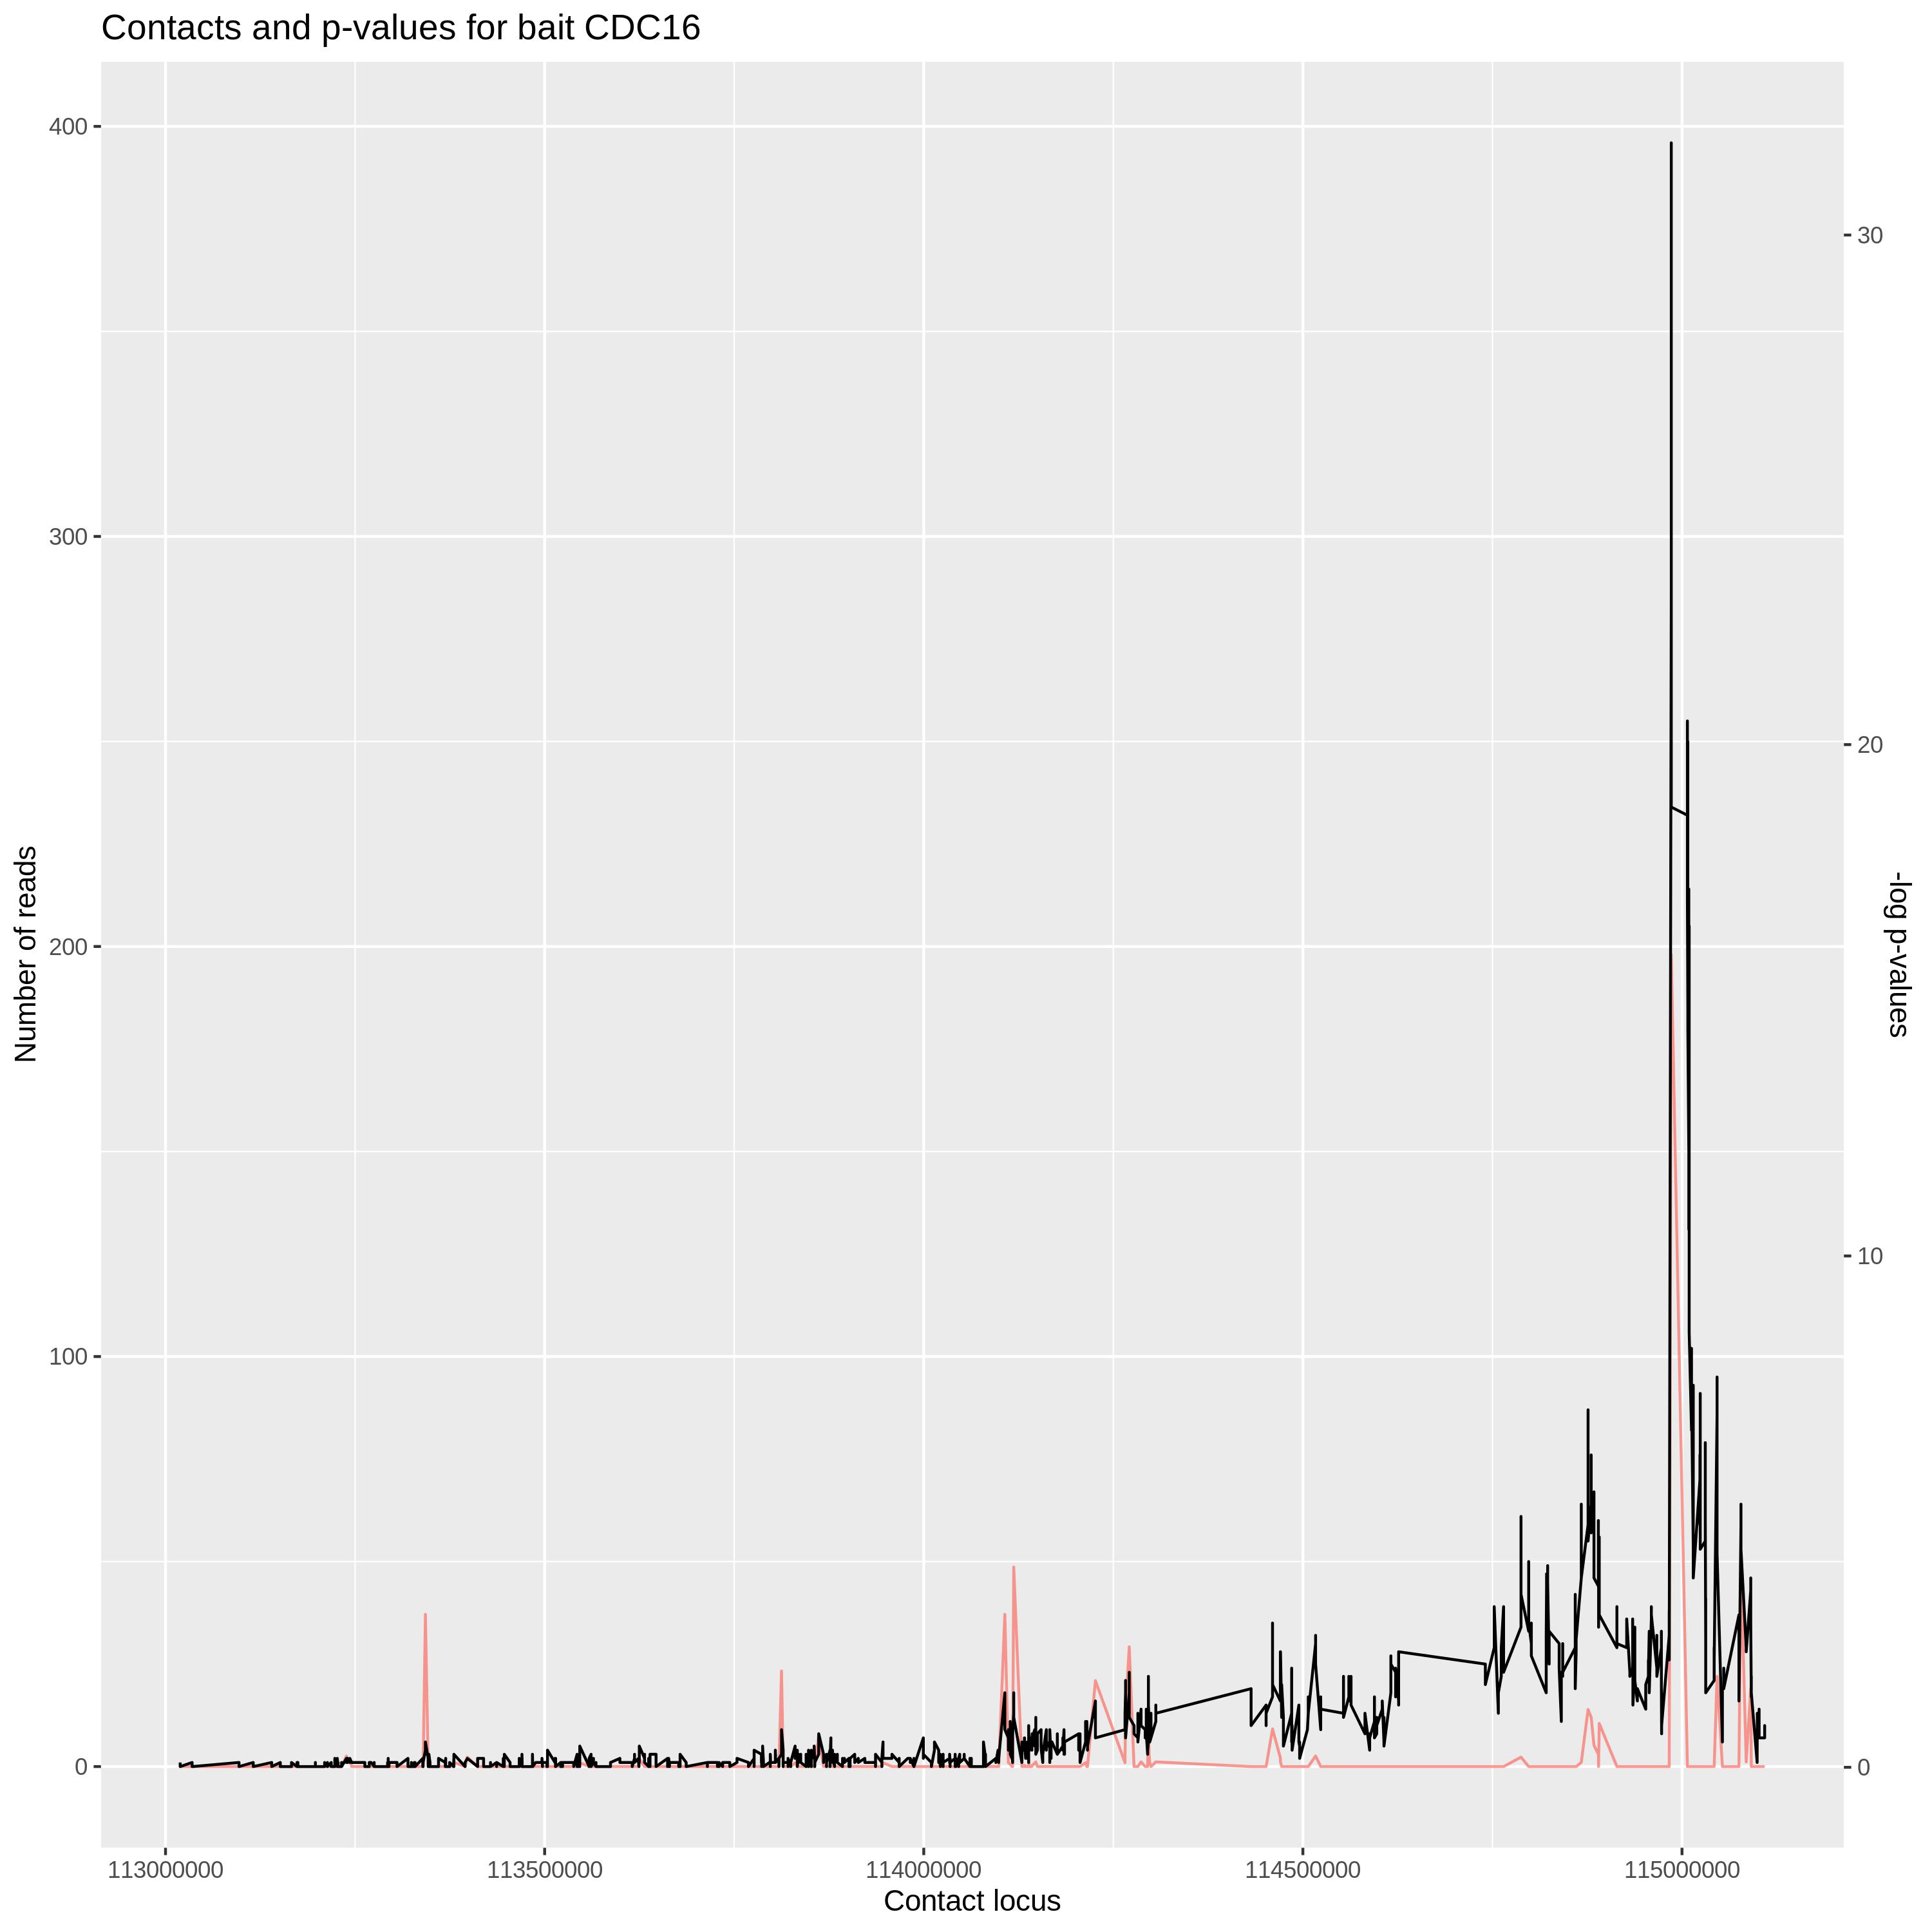 Contacts and p-values for bait CDC16
400
300
200
100
0
Number of reads
30
20
10
0
-log p-values
113000000 113500000 114000000 114500000 115000000
Contact locus